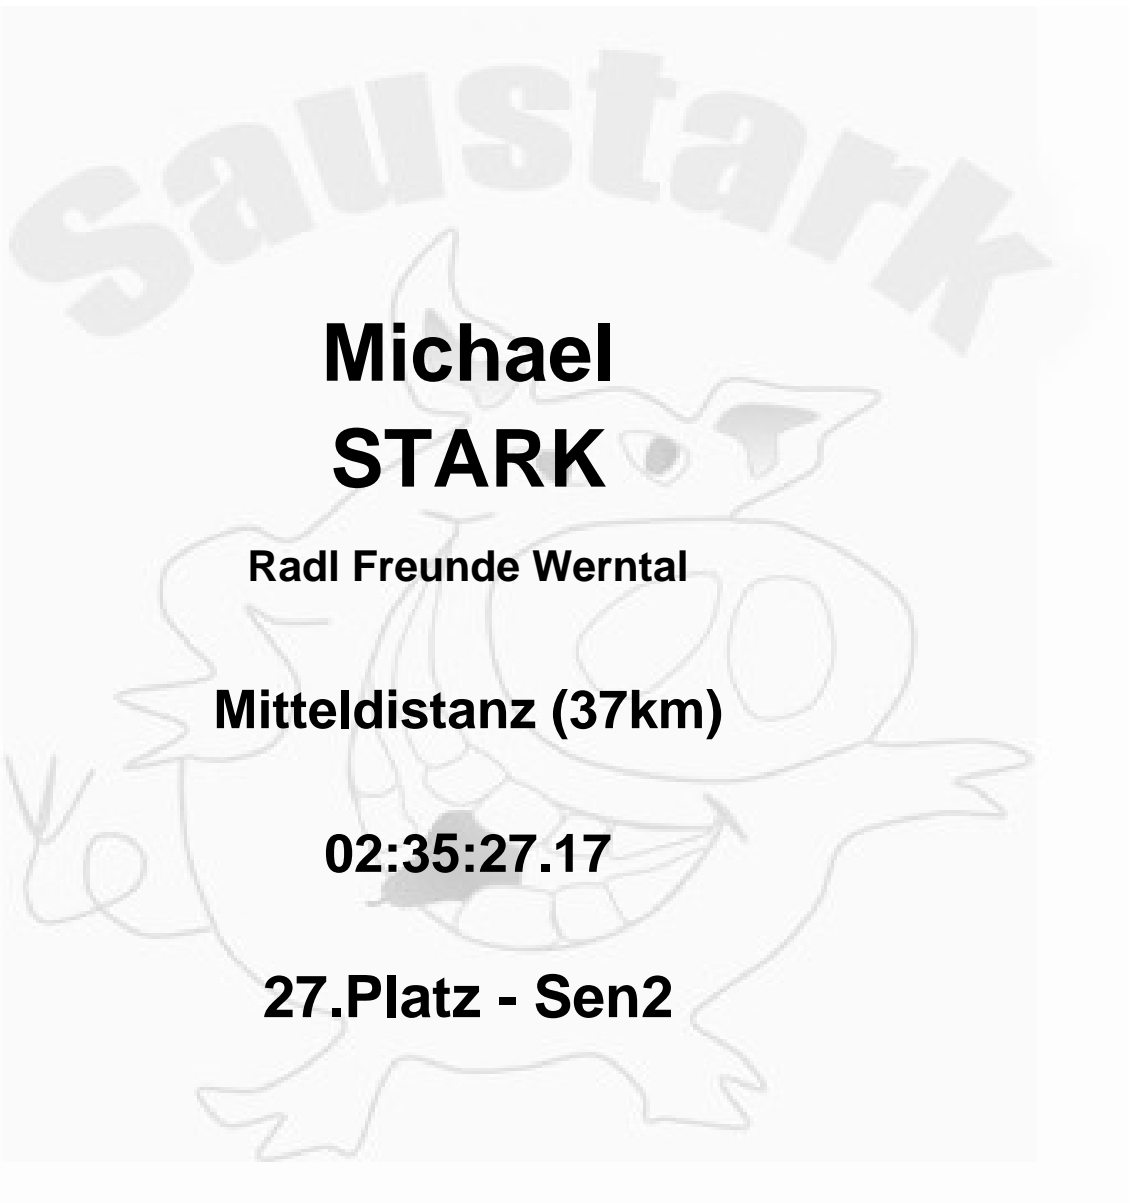 Saustark
Michael
STARK
Radl Freunde Werntal
Mitteldistanz (37km)
02:35:27.17
27.Platz - Sen2